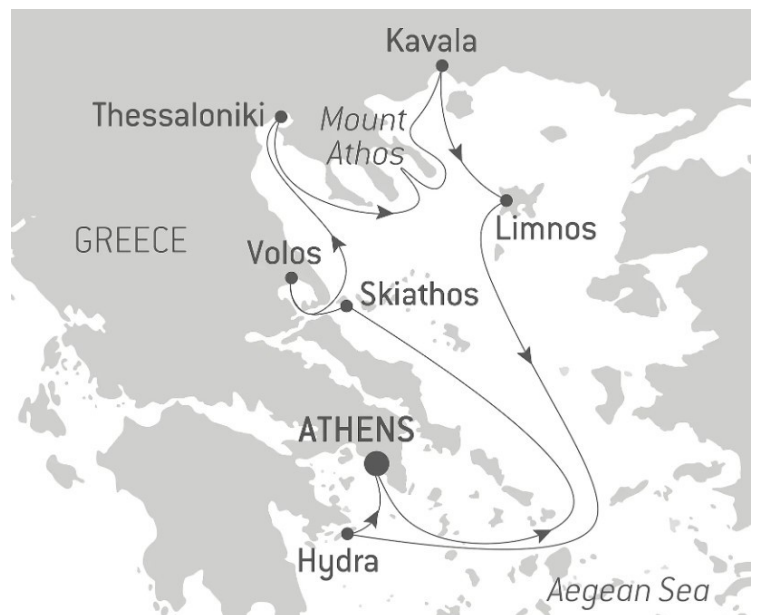 Kavala
Thessaloniki
Mount
Athos
Limnos
GREECE
Volos
Skiathos
ATHENS
Hydra
Aegean Sea